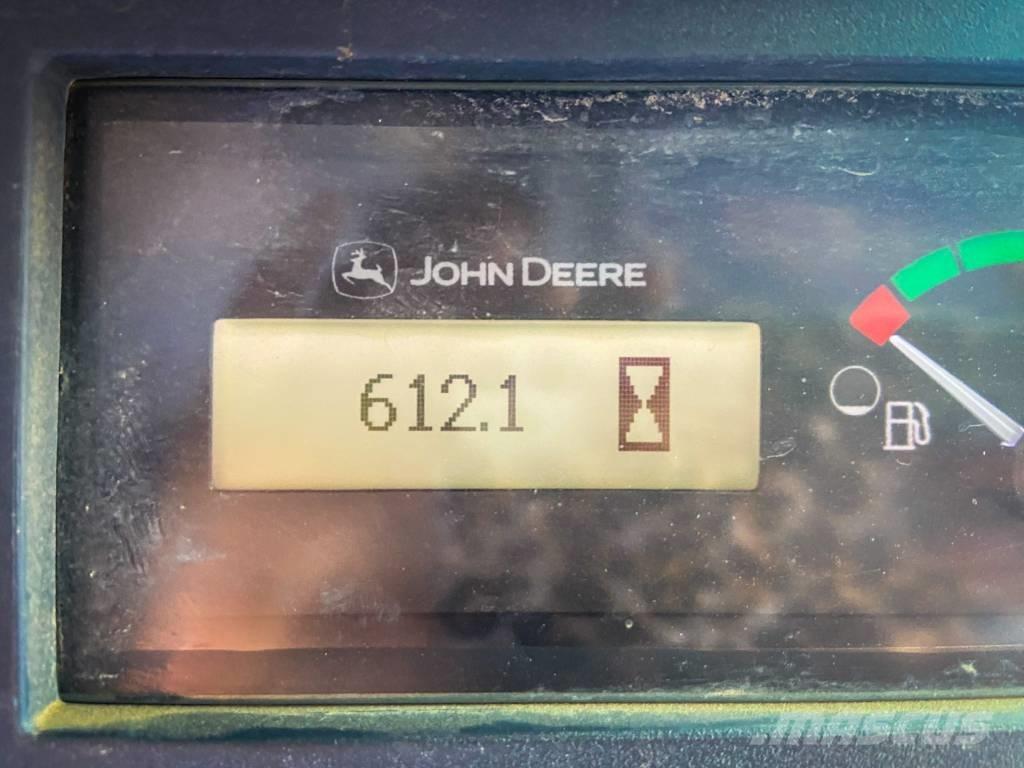 JOHN DEERE
612.1
MASCUS